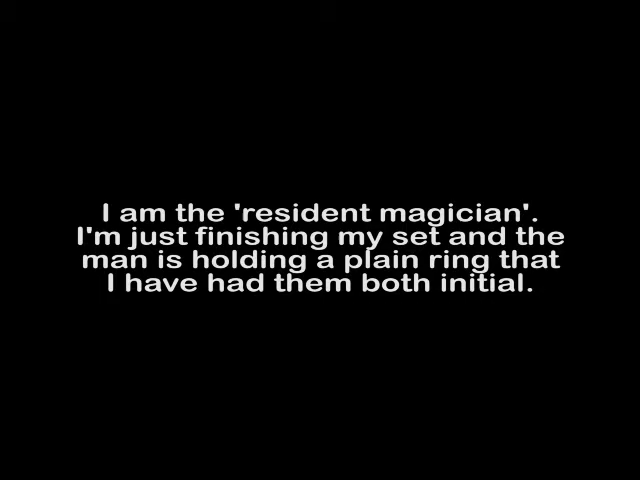 I am the 'resident magician'.
I'm just finishing my set and the
man is holding a plain ring that
I have had them both initial.